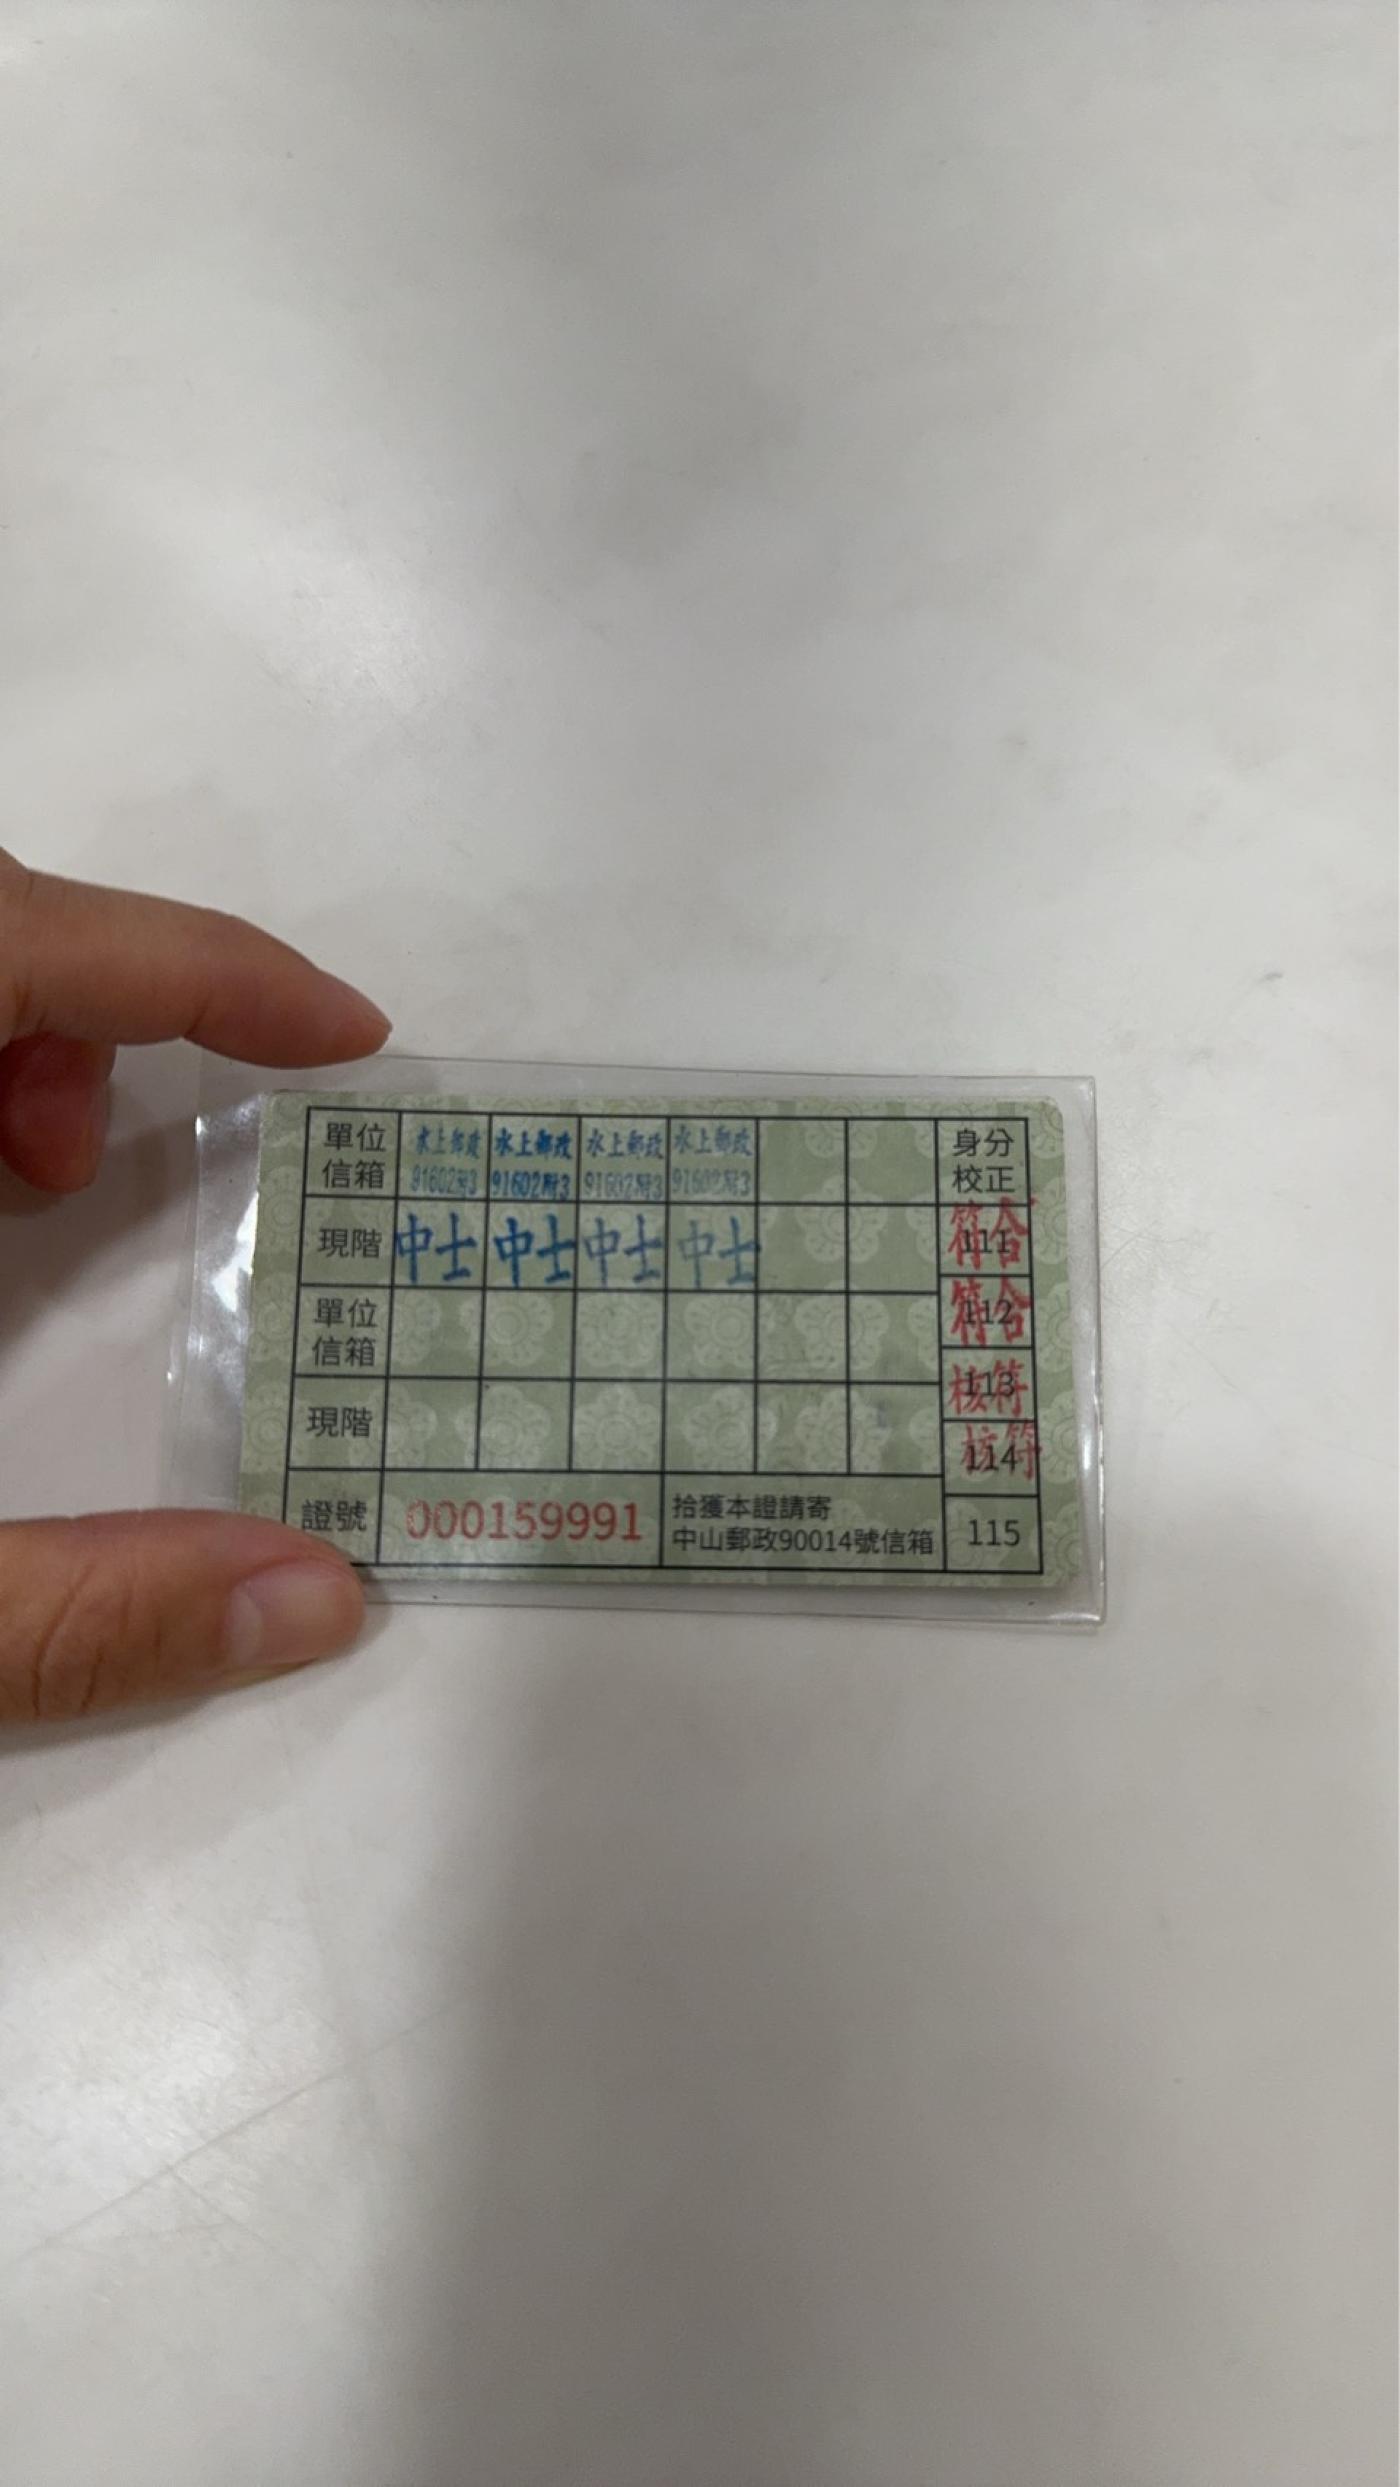 單位
信箱
水上郵政
91602附3
水上郵政
91602附3
水上郵政
91602附3
水上郵政
91602附3
身分
校正
現階
中士
中士
中士
中士
符合
111
符合
112
單位
信箱
核符
113
現階
核符
114
證號
000159991
拾獲本證請寄
中山郵政90014號信箱
115